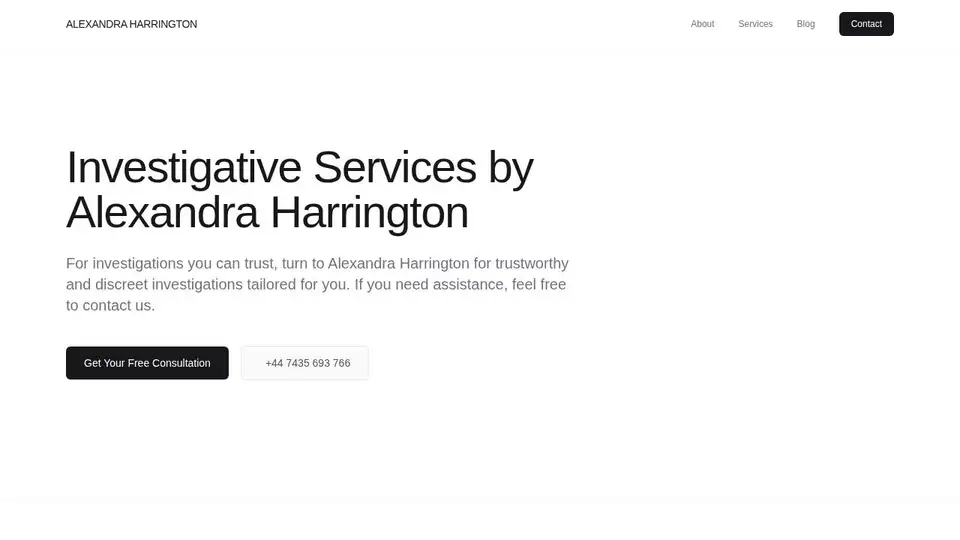 ALEXANDRA HARRINGTON
About
Services
Blog
Contact
Investigative Services by
Alexandra Harrington
For investigations you can trust, turn to Alexandra Harrington for trustworthy
and discreet investigations tailored for you. If you need assistance, feel free
to contact us.
Get Your Free Consultation
+44 7435 693 766